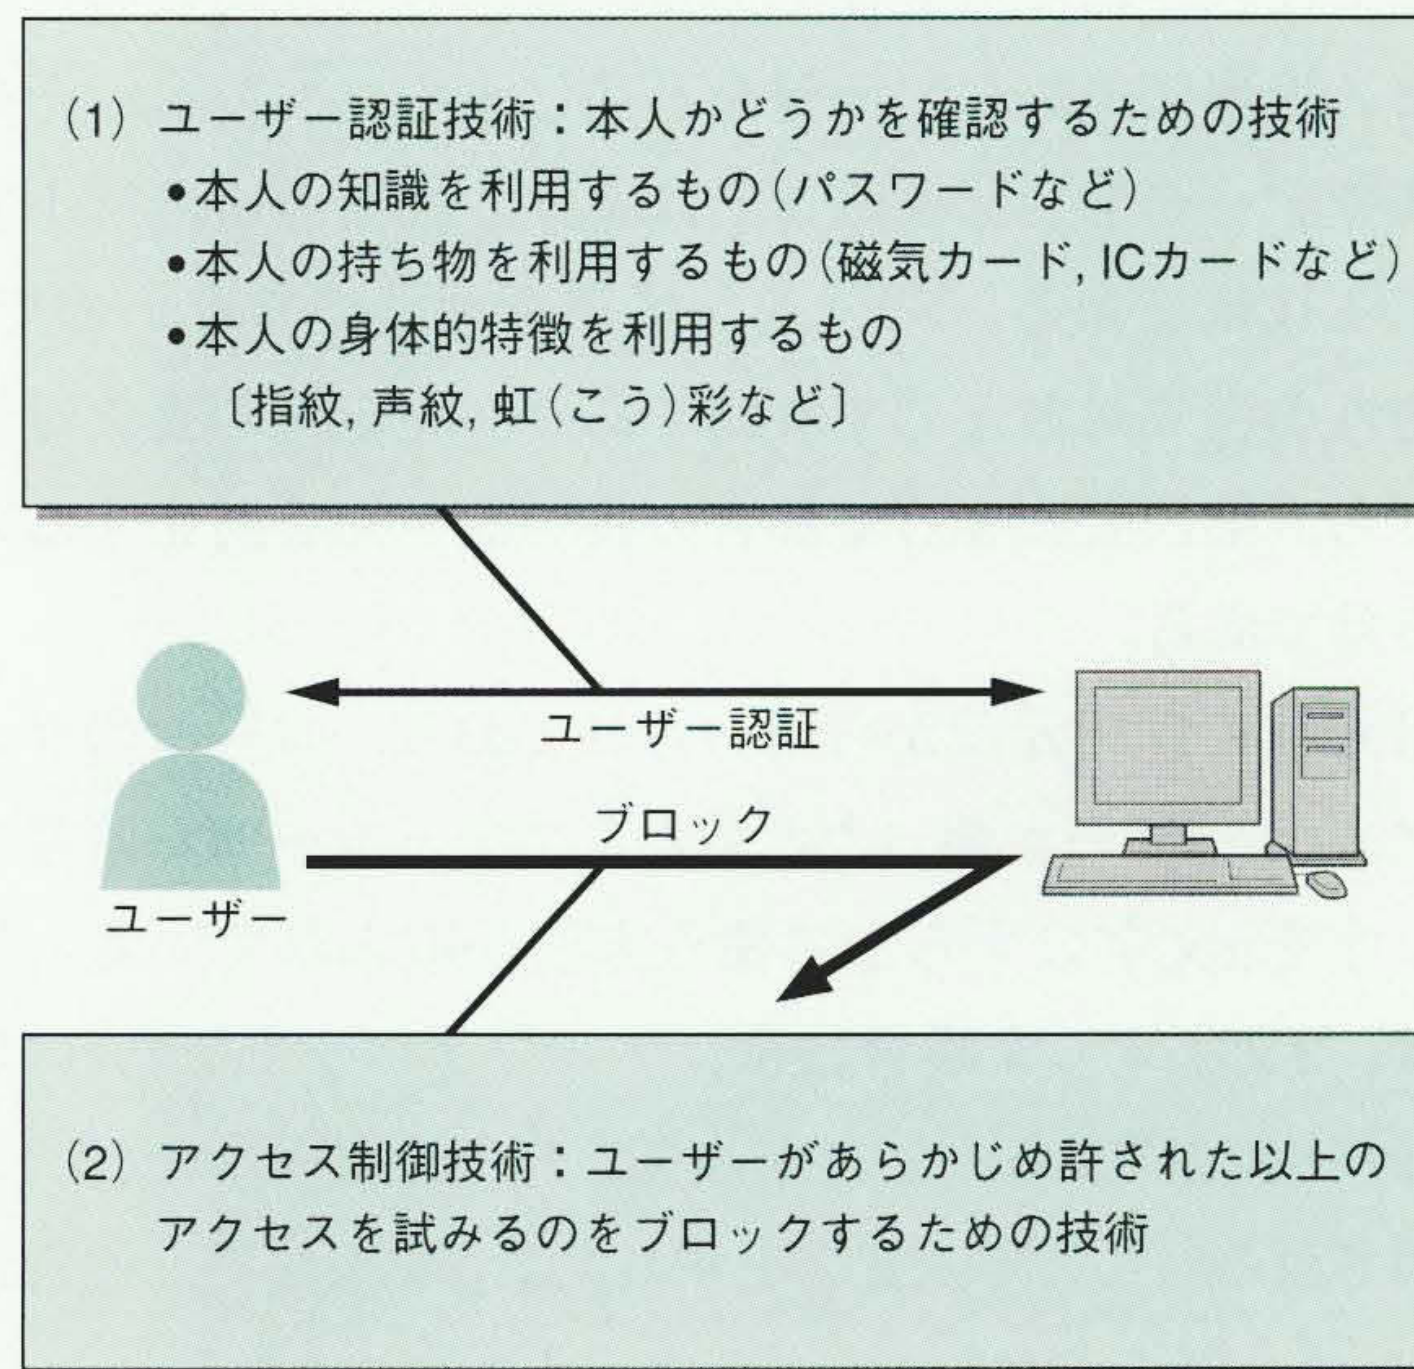 (1) ユーザー認証技術：本人かどうかを確認するための技術
•本人の知識を利用するもの(パスワードなど)
•本人の持ち物を利用するもの(磁気カード, ICカードなど)
•本人の身体的特徴を利用するもの
〔指紋, 声紋, 虹(こう)彩など〕
ユーザー認証
ブロック
ユーザー
(2) アクセス制御技術：ユーザーがあらかじめ許された以上の
アクセスを試みるのをブロックするための技術